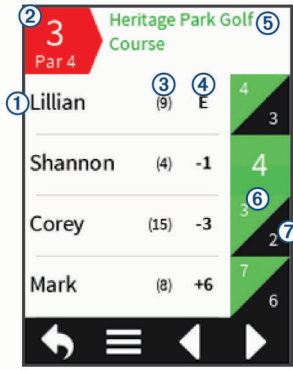 ② 3 Heritage Park Golf ⑤
Par 4 Course
③ ④
① Lillian (9) E 4 3
Shannon (4) -1 4
Corey (15) -3 3 ⑥ 2 ⑦
Mark (8) +6 7 6